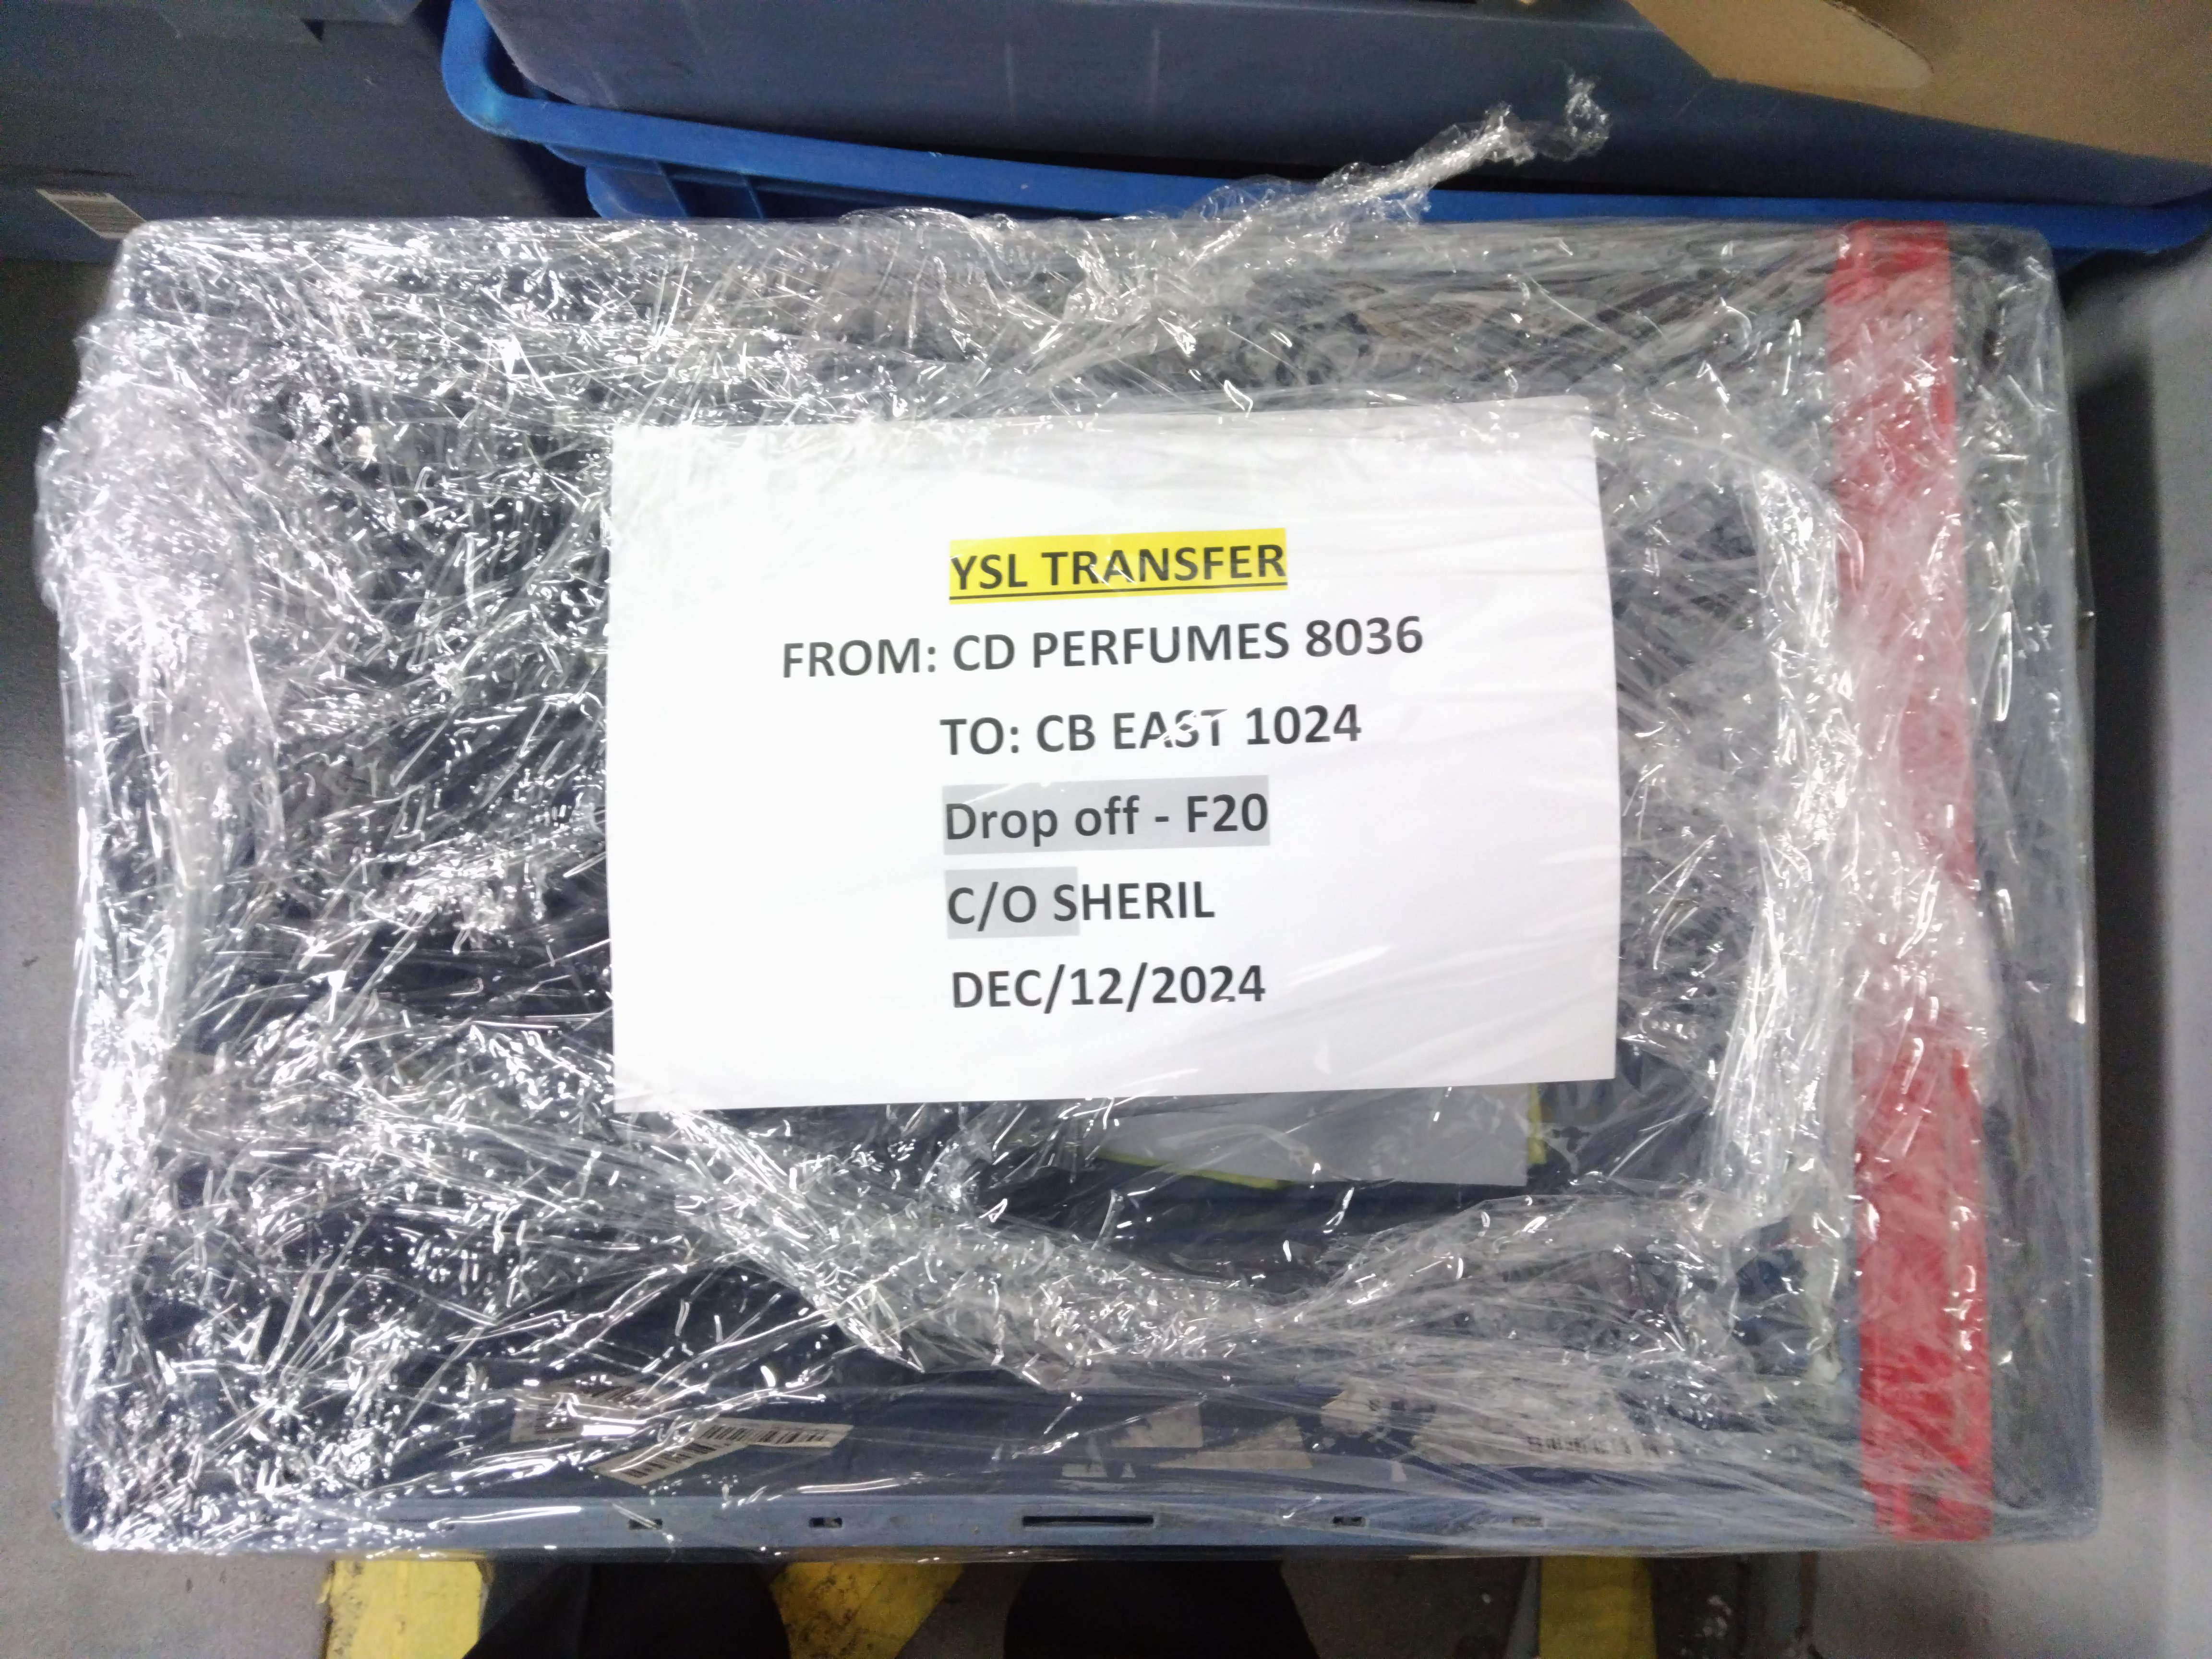 YSL TRANSFER
FROM: CD PERFUMES 8036
TO: CB EAST 1024
Drop off - F20
C/O SHERIL
DEC/12/2024